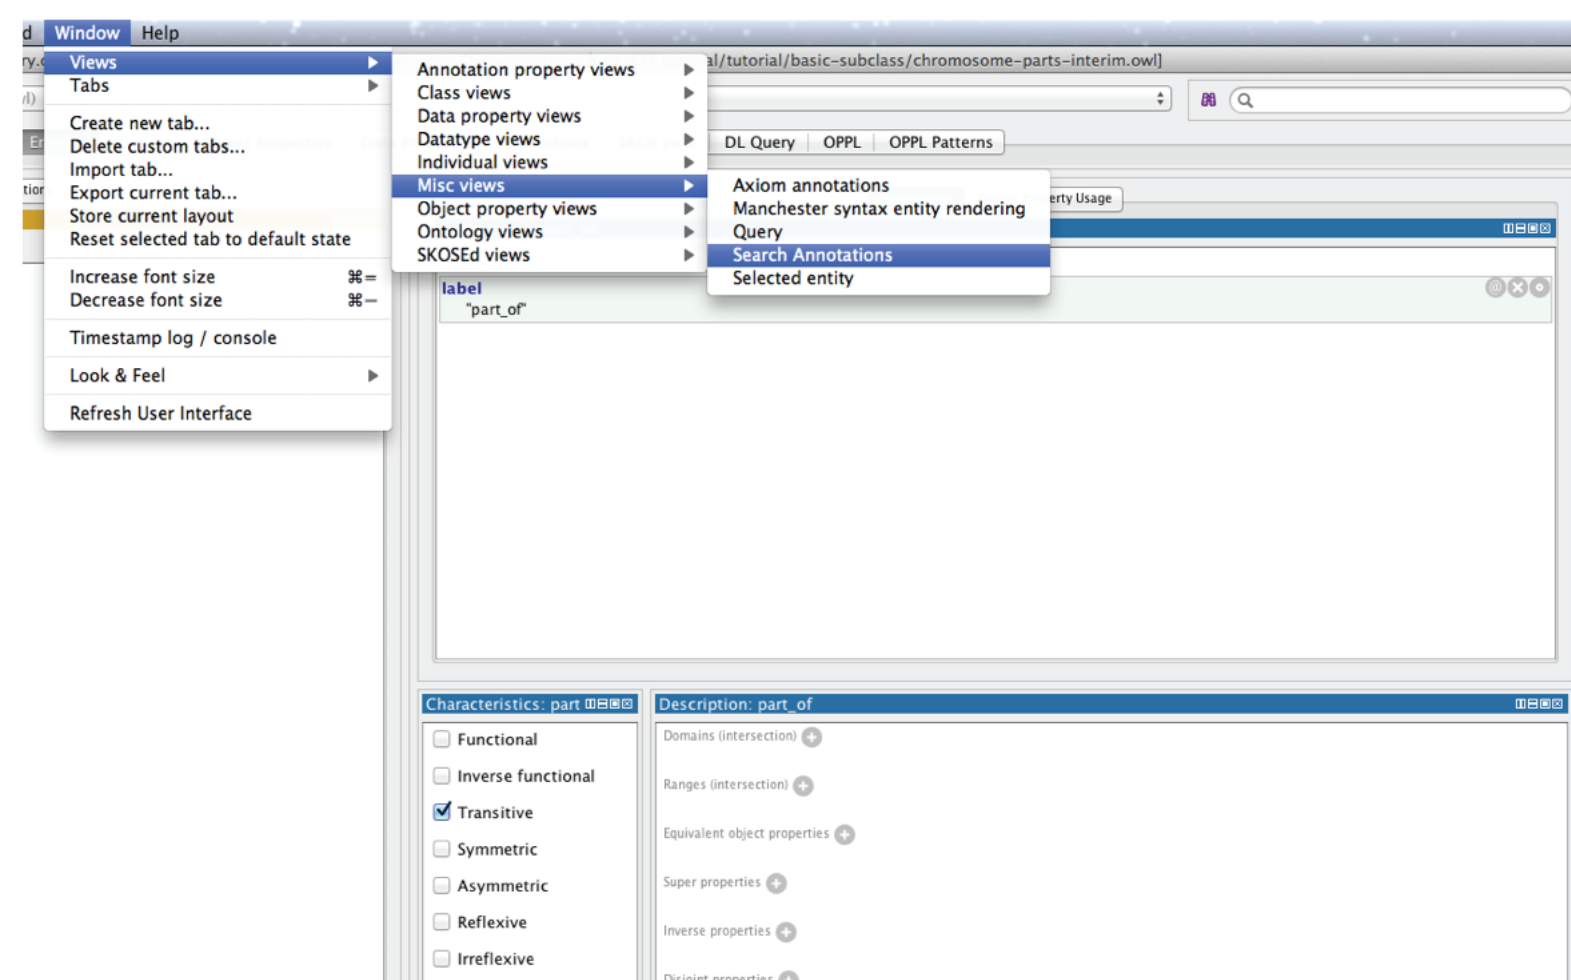 Window Help
Views
Tabs
Create new tab...
Delete custom tabs...
Import tab...
Export current tab...
Store current layout
Reset selected tab to default state
Increase font size ⌘=
Decrease font size ⌘−
Timestamp log / console
Look & Feel
Refresh User Interface
Annotation property views
Class views
Data property views
Datatype views
Individual views
Misc views
Object property views
Ontology views
SKOSEd views
Axiom annotations
Manchester syntax entity rendering
Query
Search Annotations
Selected entity
/tutorial/basic-subclass/chromosome-parts-interim.owl]
DL Query OPPL OPPL Patterns
erty Usage
label
"part_of"
Characteristics: part
Functional
Inverse functional
Transitive
Symmetric
Asymmetric
Reflexive
Irreflexive
Description: part_of
Domains (intersection)
Ranges (intersection)
Equivalent object properties
Super properties
Inverse properties
Disjoint properties